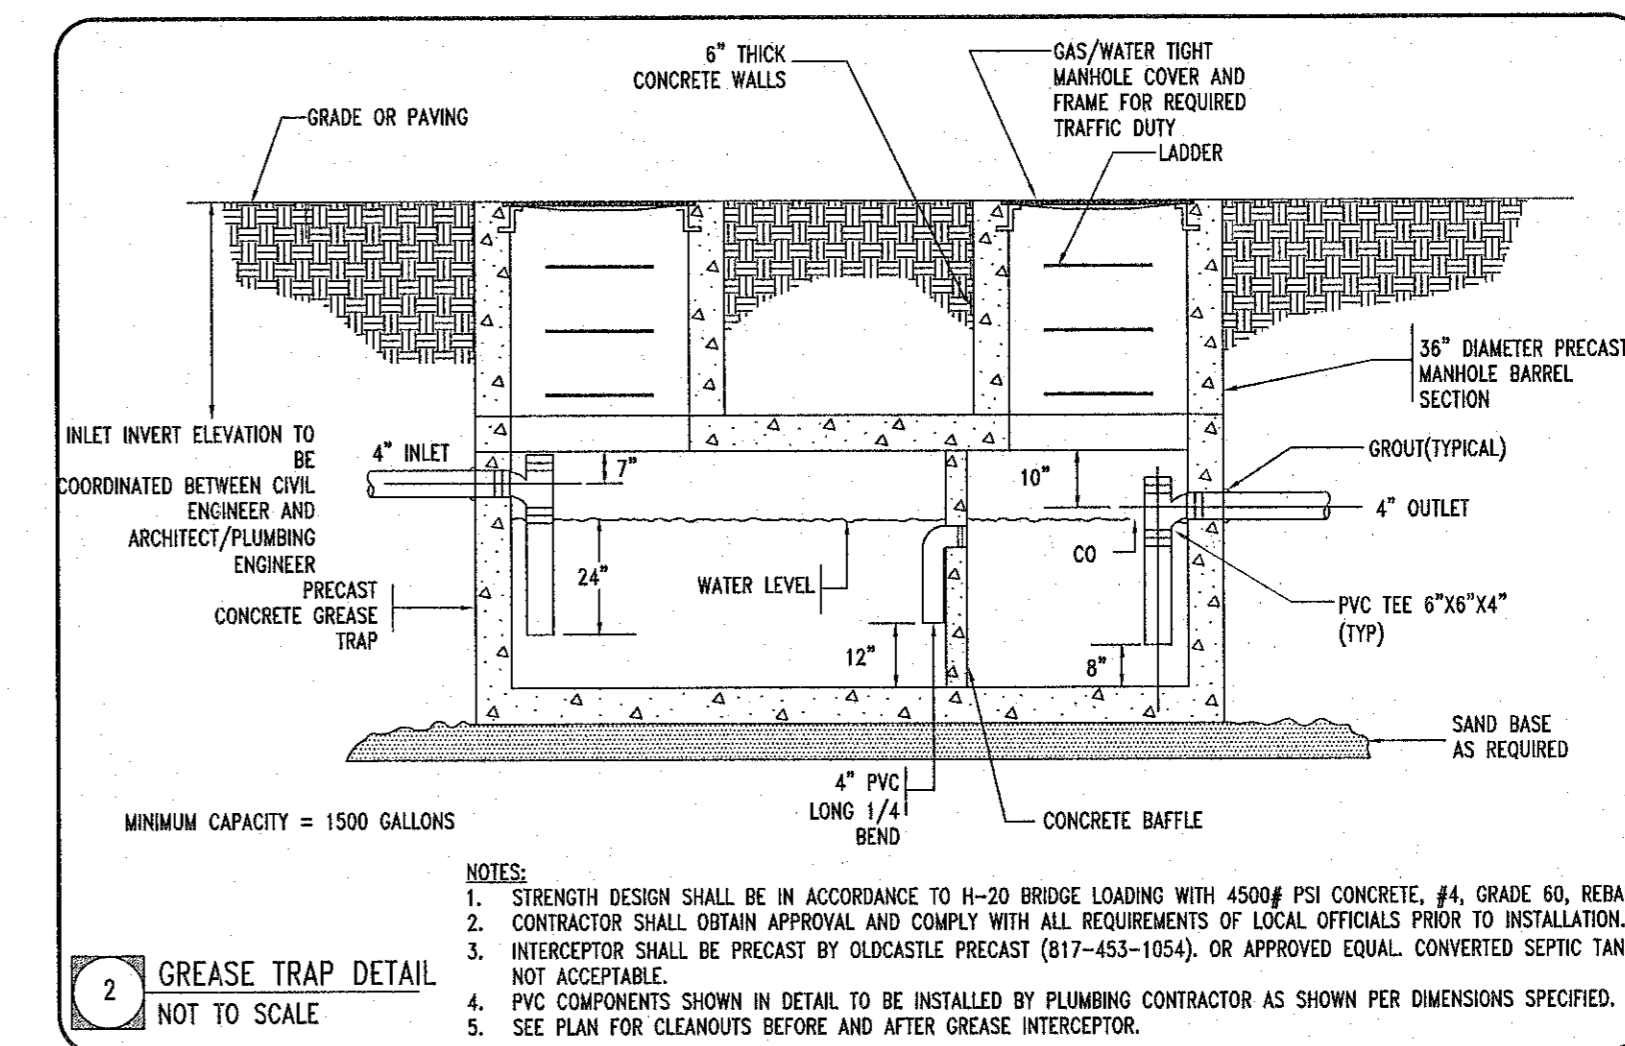 6" THICK
CONCRETE WALLS
GAS/WATER TIGHT
MANHOLE COVER AND
FRAME FOR REQUIRED
TRAFFIC DUTY
LADDER
GRADE OR PAVING
36" DIAMETER PRECAST
MANHOLE BARREL
SECTION
INLET INVERT ELEVATION TO
BE
COORDINATED BETWEEN CIVIL
ENGINEER AND
ARCHITECT/PLUMBING
ENGINEER
4" INLET
7"
10"
GROUT(TYPICAL)
4" OUTLET
CO
24"
WATER LEVEL
PRECAST
CONCRETE GREASE
TRAP
PVC TEE 6"X6"X4"
(TYP)
12"
8"
SAND BASE
AS REQUIRED
4" PVC
LONG 1/4
BEND
CONCRETE BAFFLE
MINIMUM CAPACITY = 1500 GALLONS
NOTES:
1. STRENGTH DESIGN SHALL BE IN ACCORDANCE TO H-20 BRIDGE LOADING WITH 4500# PSI CONCRETE, #4, GRADE 60, REBA
2. CONTRACTOR SHALL OBTAIN APPROVAL AND COMPLY WITH ALL REQUIREMENTS OF LOCAL OFFICIALS PRIOR TO INSTALLATION.
3. INTERCEPTOR SHALL BE PRECAST BY OLDCASTLE PRECAST (817-453-1054). OR APPROVED EQUAL. CONVERTED SEPTIC TAN
NOT ACCEPTABLE.
4. PVC COMPONENTS SHOWN IN DETAIL TO BE INSTALLED BY PLUMBING CONTRACTOR AS SHOWN PER DIMENSIONS SPECIFIED.
5. SEE PLAN FOR CLEANOUTS BEFORE AND AFTER GREASE INTERCEPTOR.
2
GREASE TRAP DETAIL
NOT TO SCALE